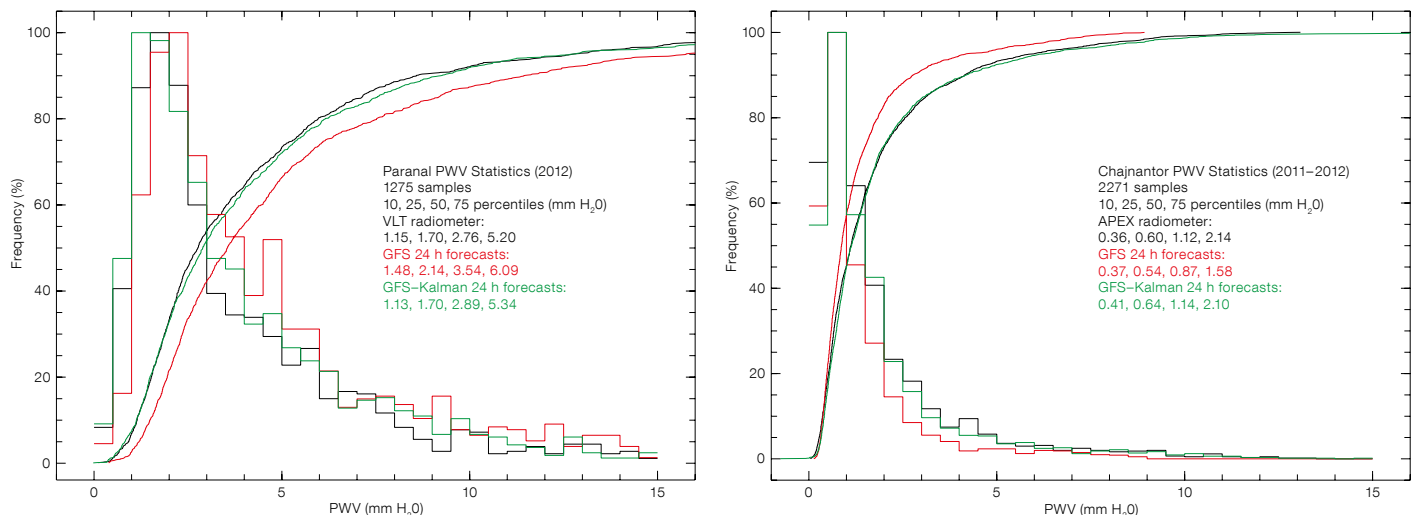 100
80
60
40
20
0
Frequency (%)
0
5
10
15
PWV (mm H₂0)
Paranal PWV Statistics (2012)
1275 samples
10, 25, 50, 75 percentiles (mm H₂0)
VLT radiometer:
1.15, 1.70, 2.76, 5.20
GFS 24 h forecasts:
1.48, 2.14, 3.54, 6.09
GFS–Kalman 24 h forecasts:
1.13, 1.70, 2.89, 5.34
100
80
60
40
20
0
Frequency (%)
0
5
10
15
PWV (mm H₂0)
Chajnantor PWV Statistics (2011–2012)
2271 samples
10, 25, 50, 75 percentiles (mm H₂0)
APEX radiometer:
0.36, 0.60, 1.12, 2.14
GFS 24 h forecasts:
0.37, 0.54, 0.87, 1.58
GFS–Kalman 24 h forecasts:
0.41, 0.64, 1.14, 2.10